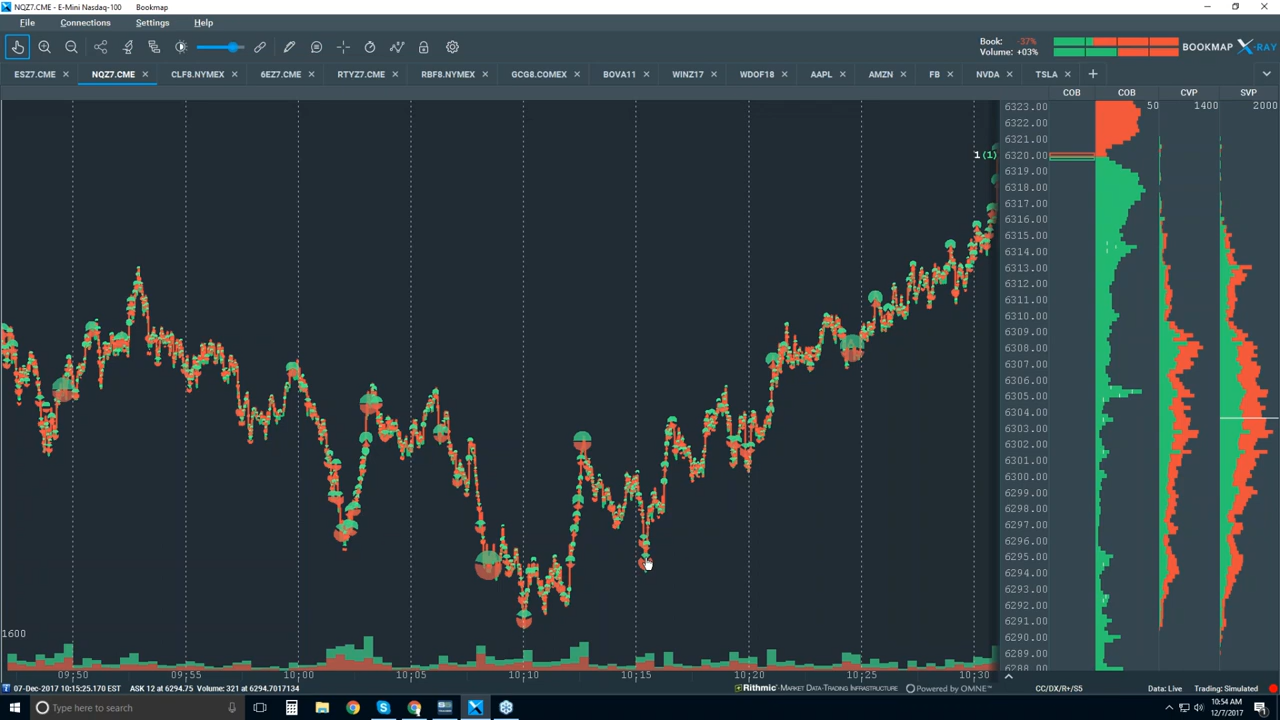 NQZ7.CME - E-Mini Nasdaq-100 Bookmap
File Connections Settings Help
Book: -37%
Volume: +03%
BOOKMAP X-RAY
ESZ7.CME × NQZ7.CME × CLF8.NYMEX × 6EZ7.CME × RTYZ7.CME × RBF8.NYMEX × GCG8.COMEX × BOVA11 × WINZ17 × WDOF18 × AAPL × AMZN × FB × NVDA × TSLA × +
COB COB CVP SVP
50 1400 2000
6323.00
6322.00
6321.00
1 (1) 6320.00
6319.00
6318.00
6317.00
6316.00
6315.00
6314.00
6313.00
6312.00
6311.00
6310.00
6309.00
6308.00
6307.00
6306.00
6305.00
6304.00
6303.00
6302.00
6301.00
6300.00
6299.00
6298.00
6297.00
6296.00
6295.00
6294.00
6293.00
6292.00
6291.00
6290.00
6289.00
6288.00
1600
09:50 09:55 10:00 10:05 10:10 10:15 10:20 10:25 10:30
07-Dec-2017 10:15:25.170 EST ASK 12 at 6294.75 Volume: 321 at 6294.7017134
Rithmic - MARKET DATA-TRADING INFRASTRUCTURE Powered by OMNE™ CC/DX/R+/S5 Data: Live Trading: Simulated
Type here to search
10:54 AM
12/7/2017
1